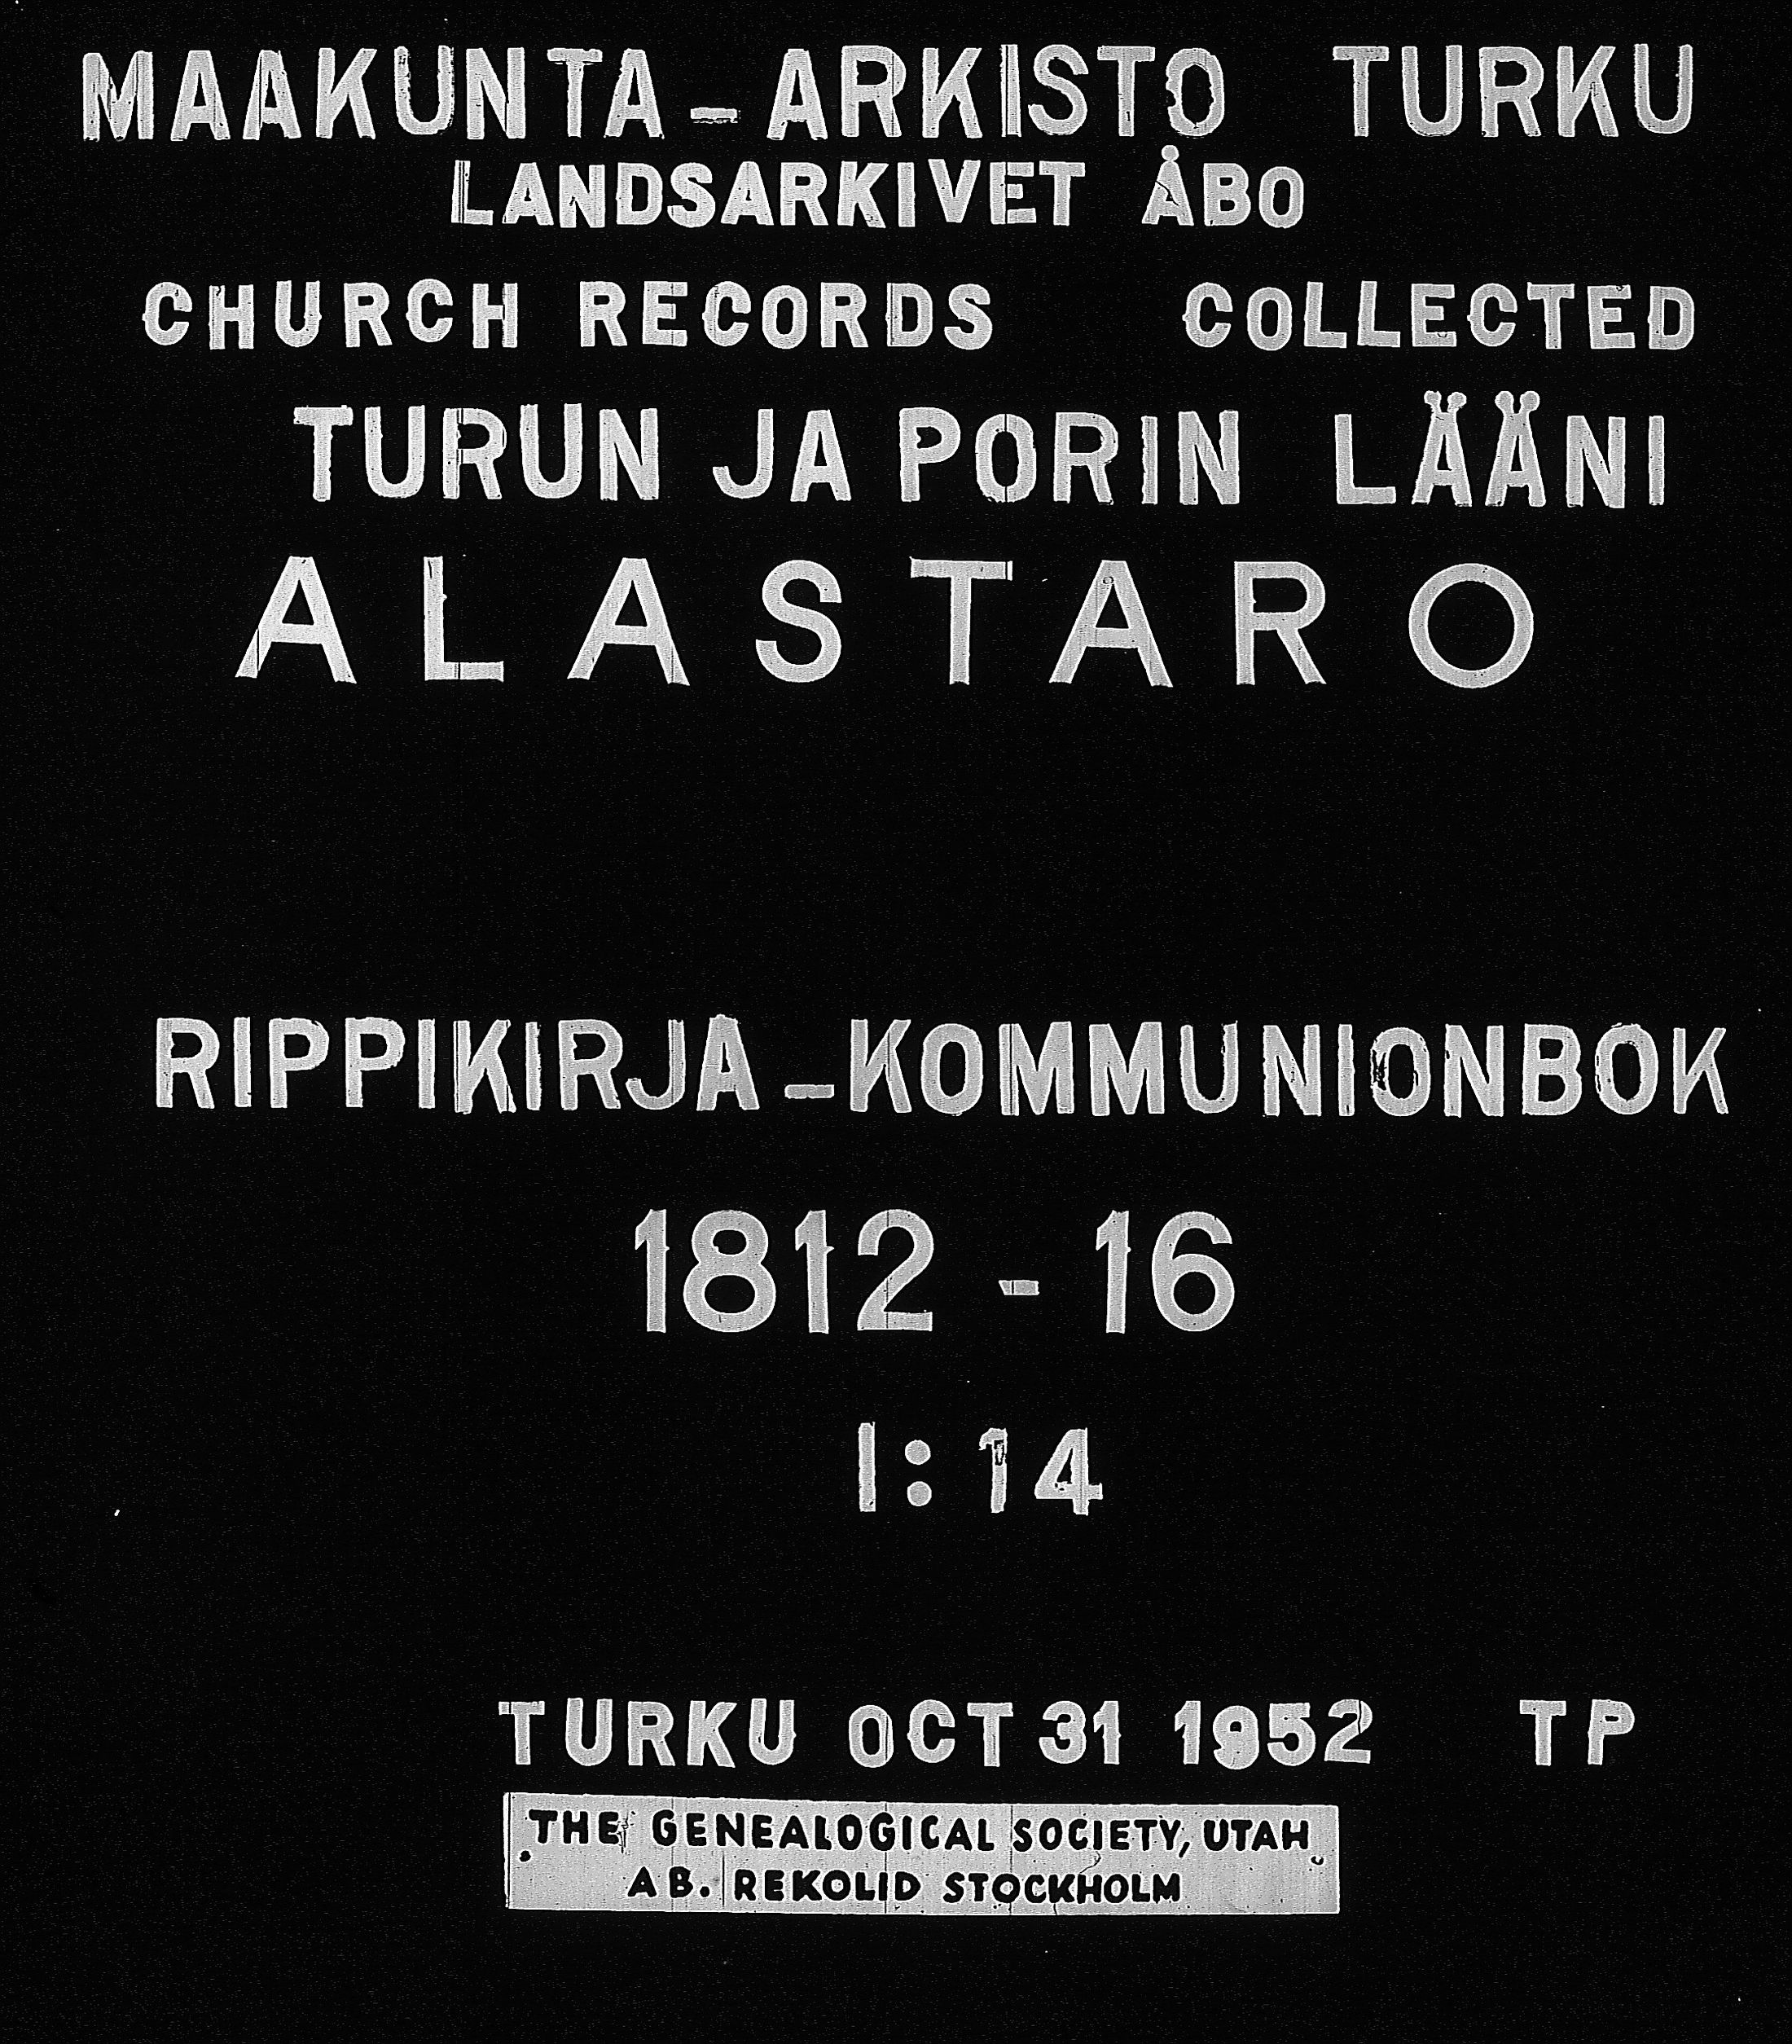 MAAKUNTA - ARKISTO TURKU
LANDSARKIVET ÅBO
CHURCH RECORDS COLLECTED
TURUN JA PORIN LÄÄNI
ALASTARO
RIPPIKIRJA - KOMMUNIONBOK
1812 - 16
I:14
TURKU OCT 31 1952 TP
THE GENEALOGICAL SOCIETY, UTAH
AB. REKOLID STOCKHOLM